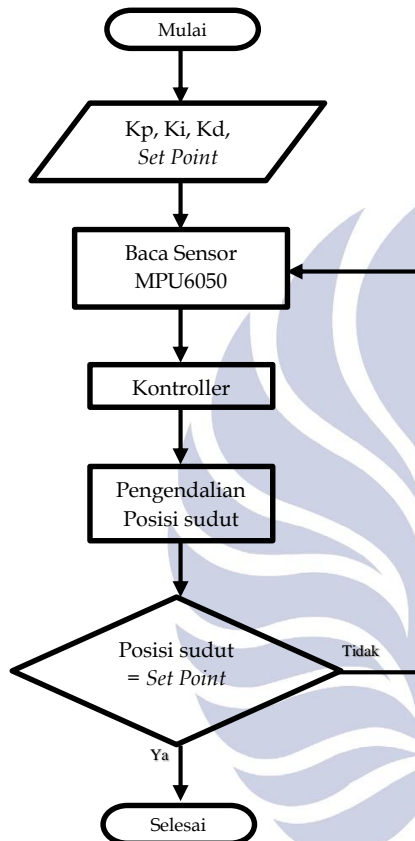 Mulai
Kp, Ki, Kd,
Set Point
Baca Sensor
MPU6050
Kontroller
Pengendalian
Posisi sudut
Posisi sudut
= Set Point
Tidak
Ya
Selesai